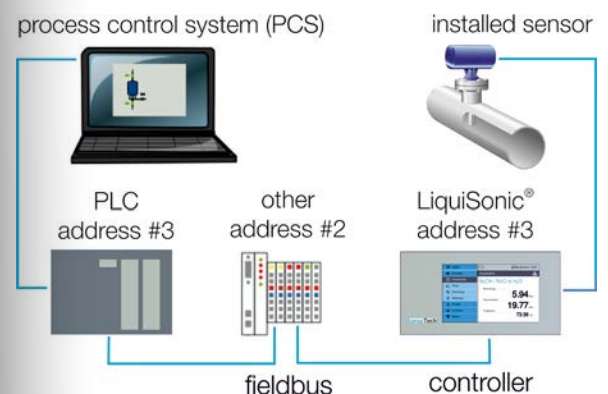 process control system (PCS)
installed sensor
PLC
address #3
other
address #2
LiquiSonic®
address #3
5.94
19.77
73.99
fieldbus
controller